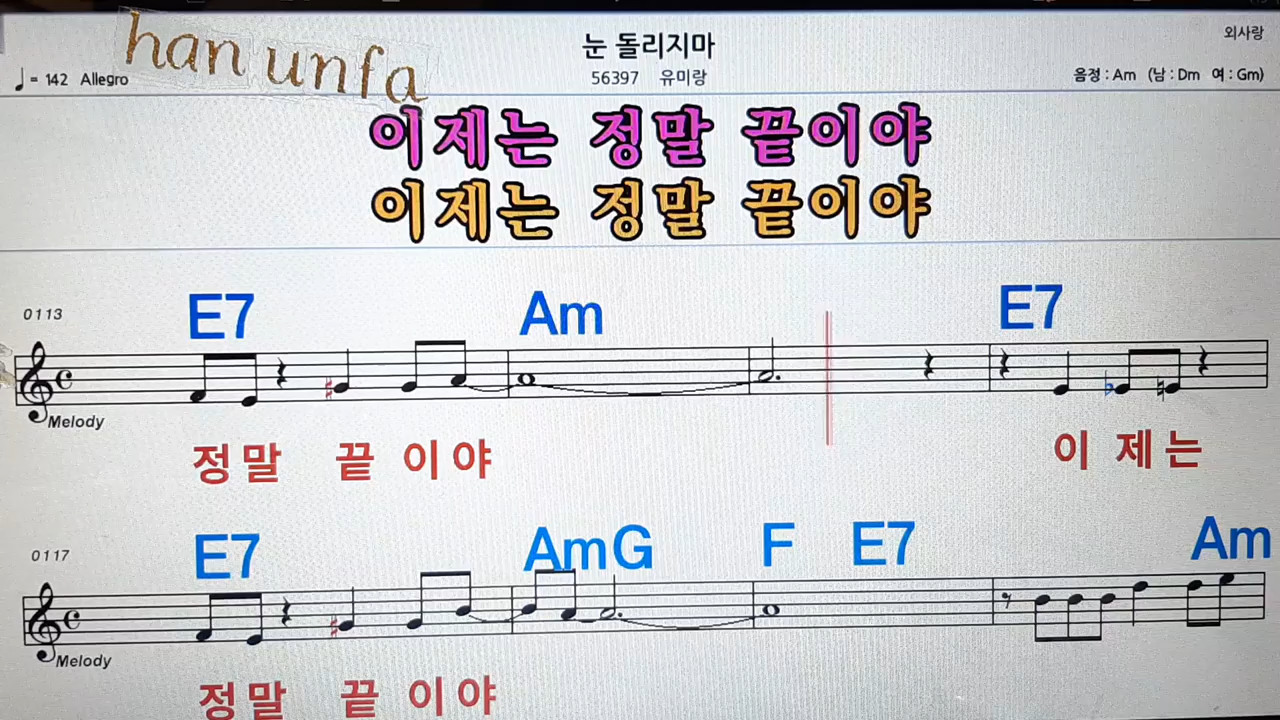 han unfa
눈 돌리지마
외사랑
= 142 Allegro
56397 유미랑
음정 : Am (남 : Dm 여 : Gm)
이제는 정말 끝이야
이제는 정말 끝이야
E7 Am E7
0113
Melody
정말 끝 이야 이 제는
E7 AmG F E7 Am
0117
Melody
정말 끝 이야